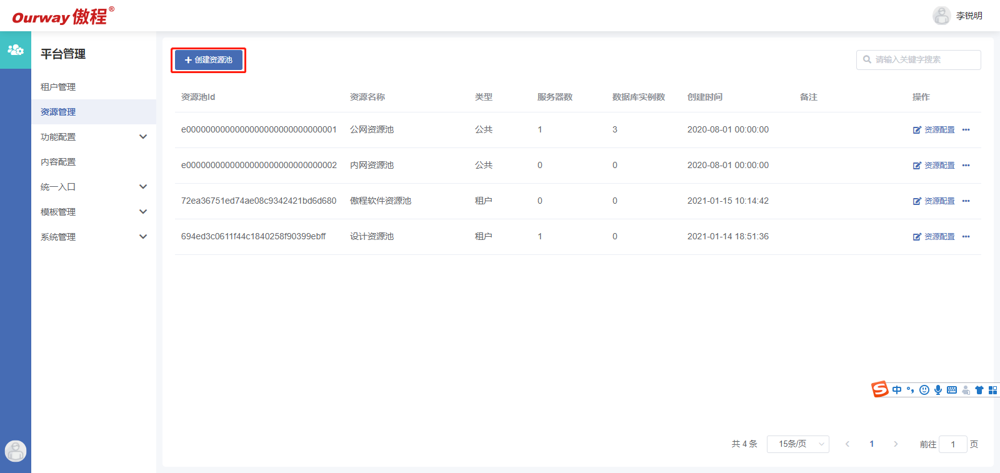 Ourway 傲程®
李锐明
平台管理
租户管理
资源管理
功能配置
内容配置
统一入口
模板管理
系统管理
+ 创建资源池
请输入关键字搜索
资源池Id 资源名称 类型 服务器数 数据库实例数 创建时间 备注 操作
e0000000000000000000000000000001 公网资源池 公共 1 3 2020-08-01 00:00:00 资源配置 •••
e0000000000000000000000000000002 内网资源池 公共 0 0 2020-08-01 00:00:00 资源配置 •••
72ea36751ed74ae08c9342421bd6d680 傲程软件资源池 租户 0 0 2021-01-15 10:14:42 资源配置 •••
694ed3c0611f44c1840258f90399ebff 设计资源池 租户 1 0 2021-01-14 18:51:36 资源配置 •••
S 中 °,
共 4 条 15条/页 < 1 > 前往 1 页